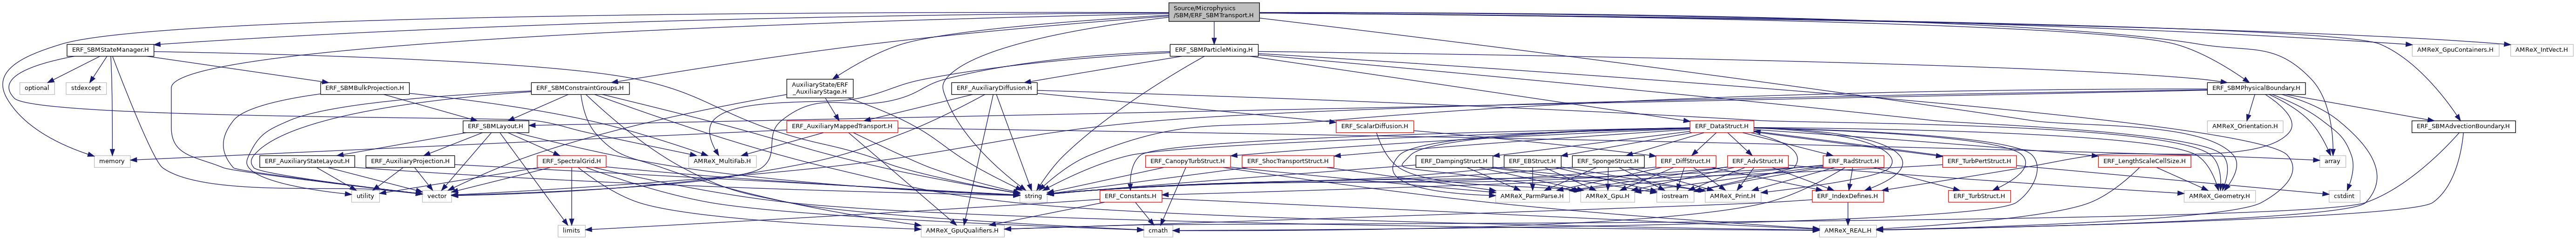 Source/Microphysics
/SBM/ERF_SBMTransport.H
ERF_SBMStateManager.H
ERF_SBMParticleMixing.H
AMReX_GpuContainers.H
AMReX_IntVect.H
optional
stdexcept
ERF_SBMBulkProjection.H
ERF_SBMConstraintGroups.H
AuxiliaryState/ERF
_AuxiliaryStage.H
ERF_AuxiliaryDiffusion.H
ERF_SBMPhysicalBoundary.H
ERF_SBMLayout.H
ERF_AuxiliaryMappedTransport.H
ERF_ScalarDiffusion.H
ERF_DataStruct.H
AMReX_Orientation.H
ERF_SBMAdvectionBoundary.H
memory
ERF_AuxiliaryStateLayout.H
ERF_AuxiliaryProjection.H
ERF_SpectralGrid.H
AMReX_MultiFab.H
ERF_CanopyTurbStruct.H
ERF_ShocTransportStruct.H
ERF_DampingStruct.H
ERF_EBStruct.H
ERF_SpongeStruct.H
ERF_DiffStruct.H
ERF_AdvStruct.H
ERF_RadStruct.H
ERF_TurbPertStruct.H
ERF_LengthScaleCellSize.H
array
utility
vector
string
ERF_Constants.H
AMReX_ParmParse.H
AMReX_Gpu.H
iostream
AMReX_Print.H
ERF_IndexDefines.H
ERF_TurbStruct.H
AMReX_Geometry.H
cstdint
limits
AMReX_GpuQualifiers.H
cmath
AMReX_REAL.H